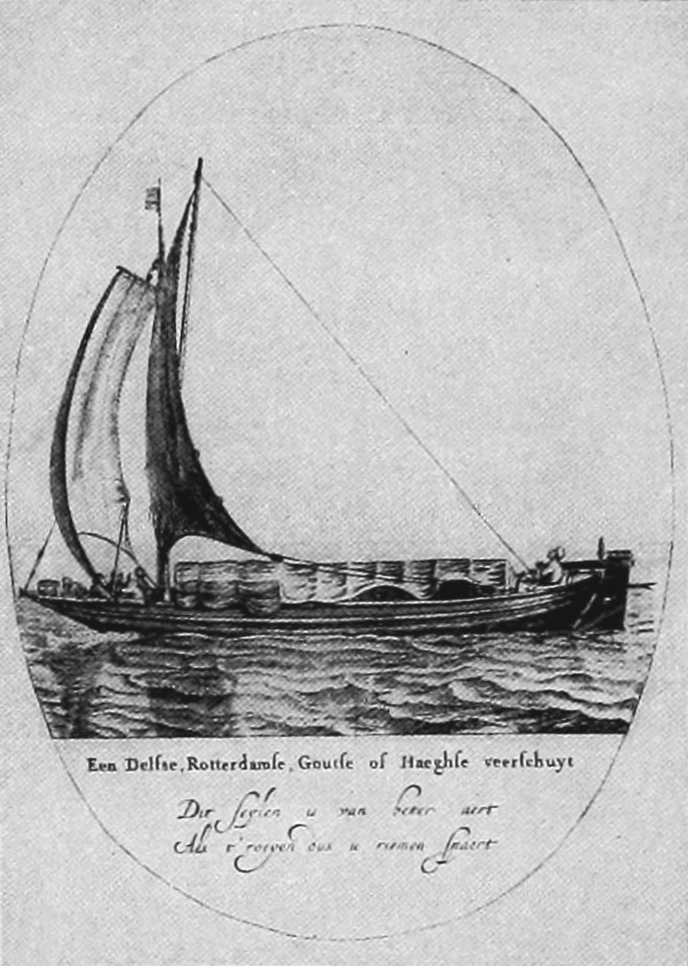 Een Delfſe, Rotterdamſe, Goutſe of Haeghſe veerſchuyt
Dit ſeylen is van beter aert
Als t'roeyen dus u riemen ſpaert